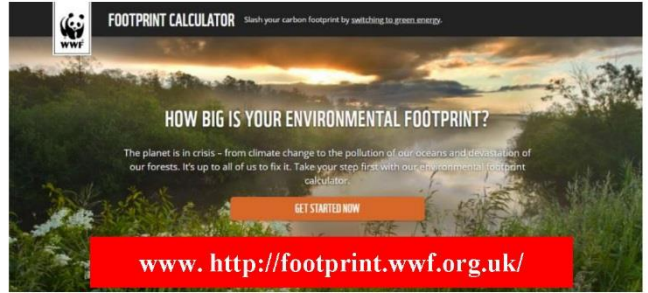 WWF
FOOTPRINT CALCULATOR Slash your carbon footprint by switching to green energy.
HOW BIG IS YOUR ENVIRONMENTAL FOOTPRINT?
The planet is in crisis – from climate change to the pollution of our oceans and devastation of
our forests. It's up to all of us to fix it. Take your step first with our environmental footprint
calculator.
GET STARTED NOW
www. http://footprint.wwf.org.uk/